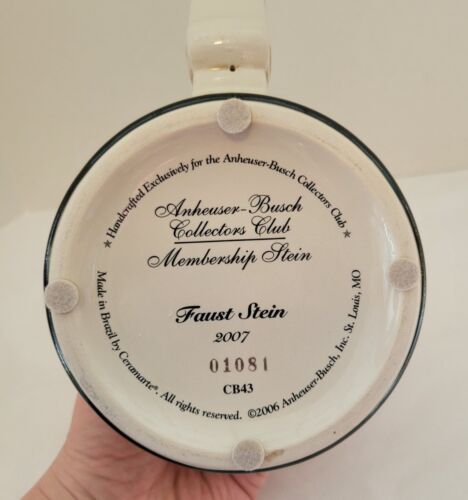 ★ Handcrafted Exclusively for the Anheuser-Busch Collectors Club ★
Anheuser-Busch
Collectors Club
Membership Stein
Faust Stein
2007
01081
CB43
Made in Brazil by Ceramarte®. All rights reserved. ©2006 Anheuser-Busch, Inc. St. Louis, MO